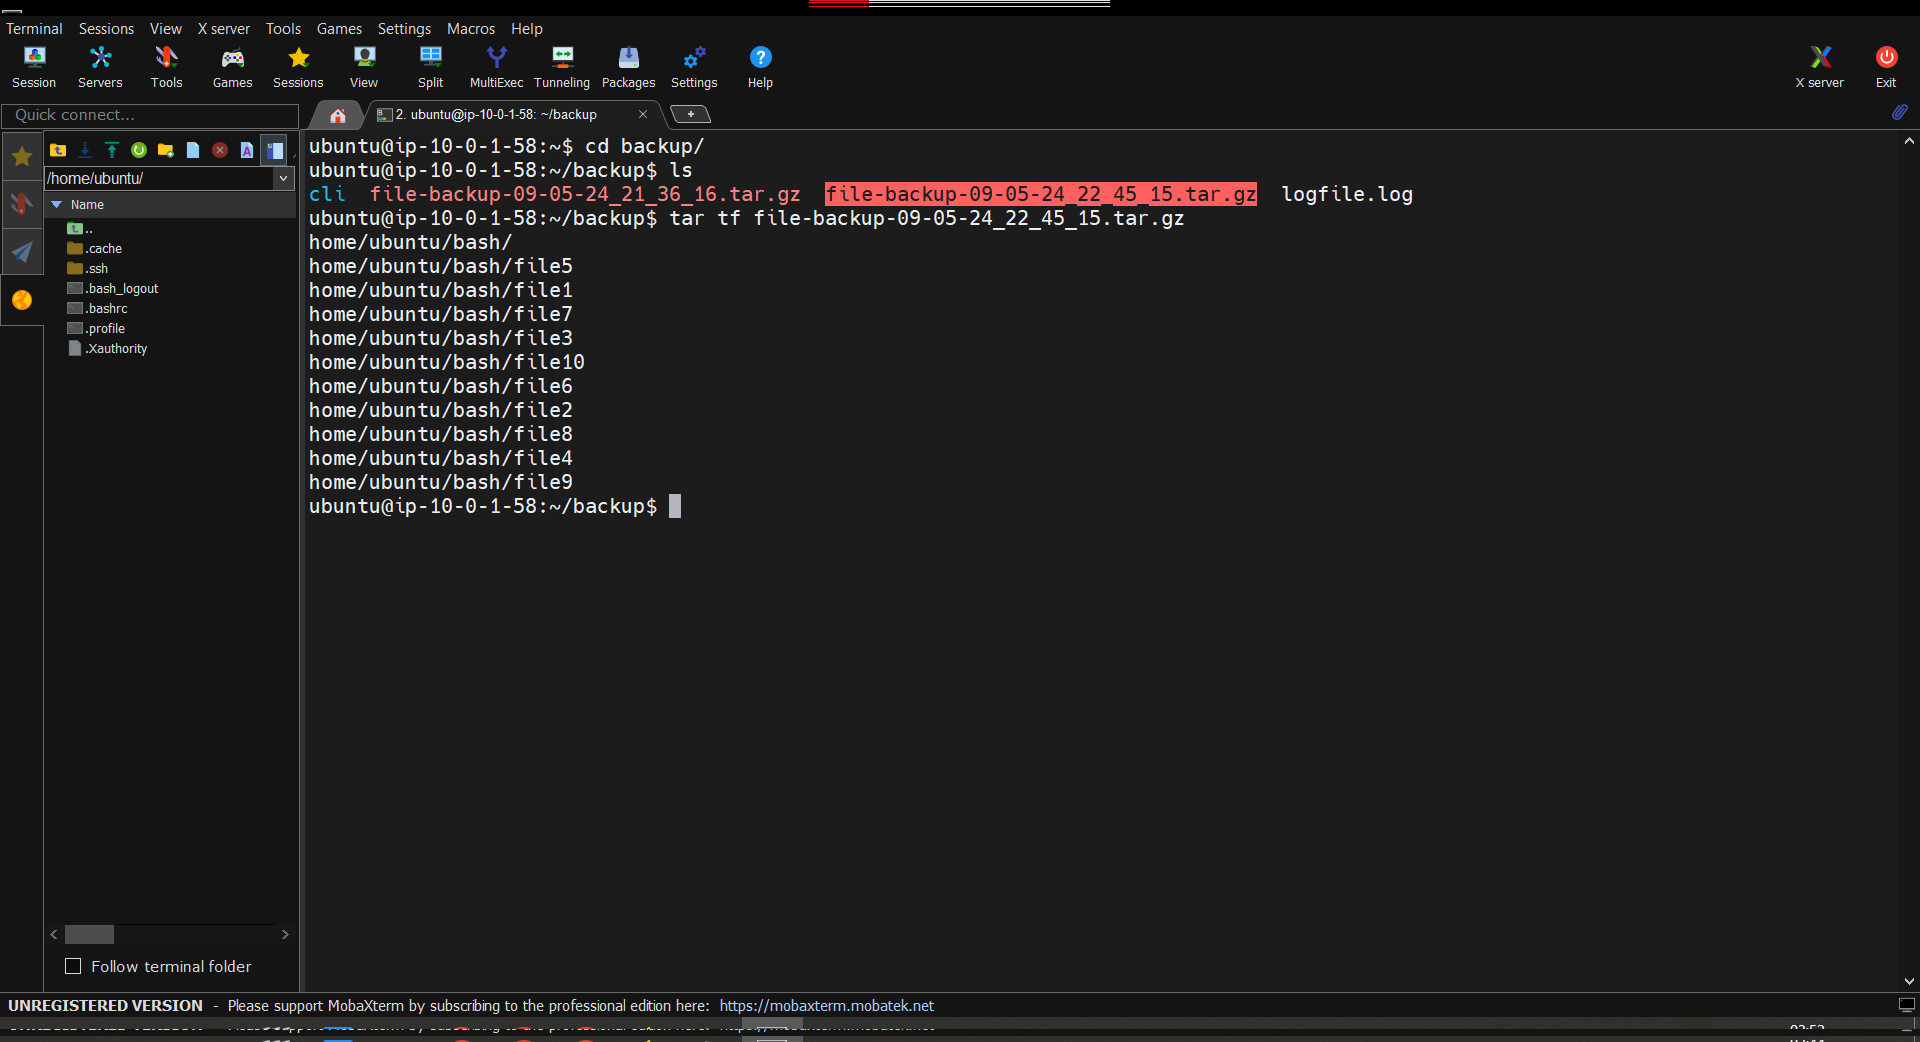 Terminal Sessions View X server Tools Games Settings Macros Help
Session Servers Tools Games Sessions View Split MultiExec Tunneling Packages Settings Help X server Exit
Quick connect...
2. ubuntu@ip-10-0-1-58: ~/backup
/home/ubuntu/
Name
..
.cache
.ssh
.bash_logout
.bashrc
.profile
.Xauthority
Follow terminal folder
ubuntu@ip-10-0-1-58:~$ cd backup/
ubuntu@ip-10-0-1-58:~/backup$ ls
cli file-backup-09-05-24_21_36_16.tar.gz file-backup-09-05-24_22_45_15.tar.gz logfile.log
ubuntu@ip-10-0-1-58:~/backup$ tar tf file-backup-09-05-24_22_45_15.tar.gz
home/ubuntu/bash/
home/ubuntu/bash/file5
home/ubuntu/bash/file1
home/ubuntu/bash/file7
home/ubuntu/bash/file3
home/ubuntu/bash/file10
home/ubuntu/bash/file6
home/ubuntu/bash/file2
home/ubuntu/bash/file8
home/ubuntu/bash/file4
home/ubuntu/bash/file9
ubuntu@ip-10-0-1-58:~/backup$
UNREGISTERED VERSION - Please support MobaXterm by subscribing to the professional edition here: https://mobaxterm.mobatek.net